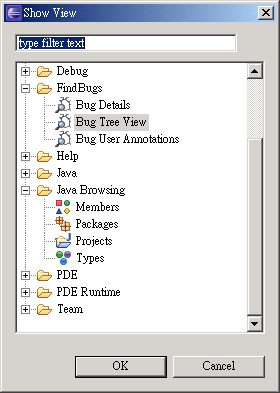 Show View
type filter text
Debug
FindBugs
Bug Details
Bug Tree View
Bug User Annotations
Help
Java
Java Browsing
Members
Packages
Projects
Types
PDE
PDE Runtime
Team
OK
Cancel